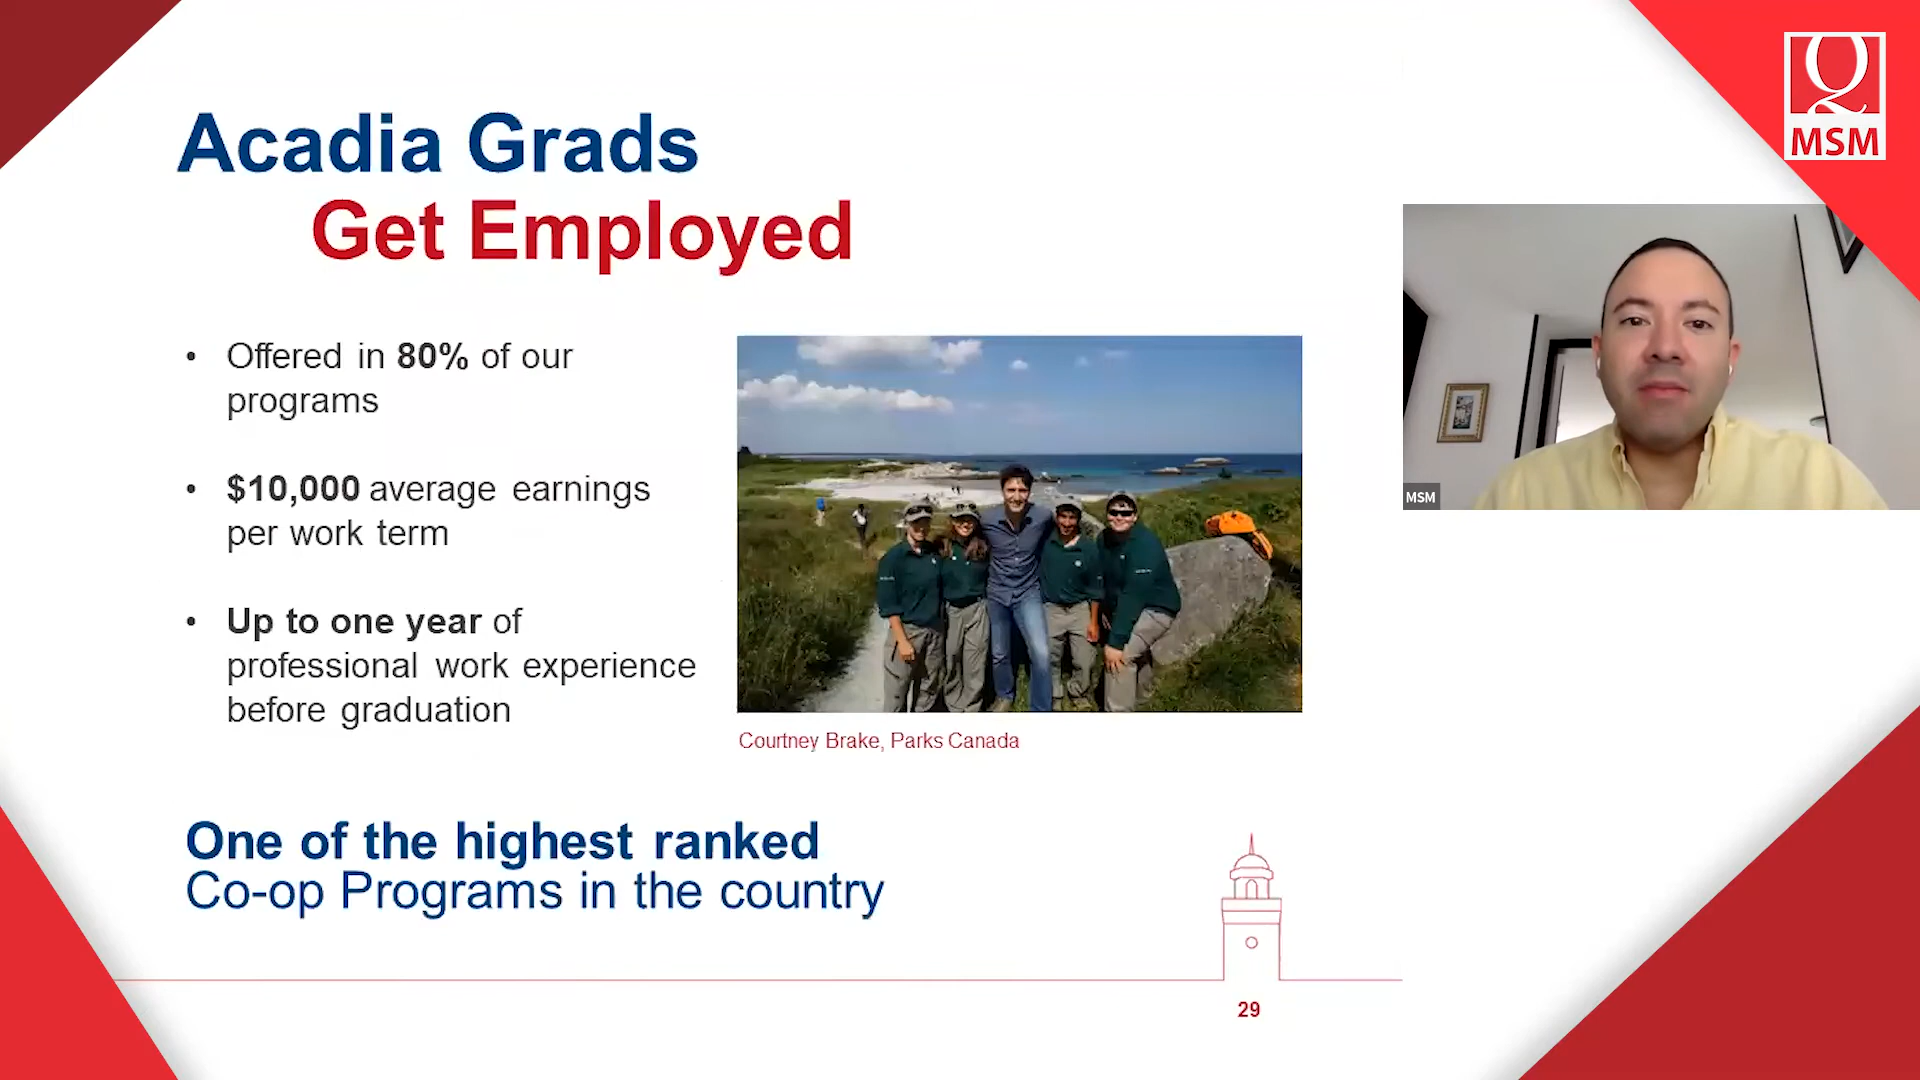 Acadia Grads
Get Employed
• Offered in 80% of our
programs
• $10,000 average earnings
per work term
• Up to one year of
professional work experience
before graduation
Courtney Brake, Parks Canada
One of the highest ranked
Co-op Programs in the country
29
MSM
MSM